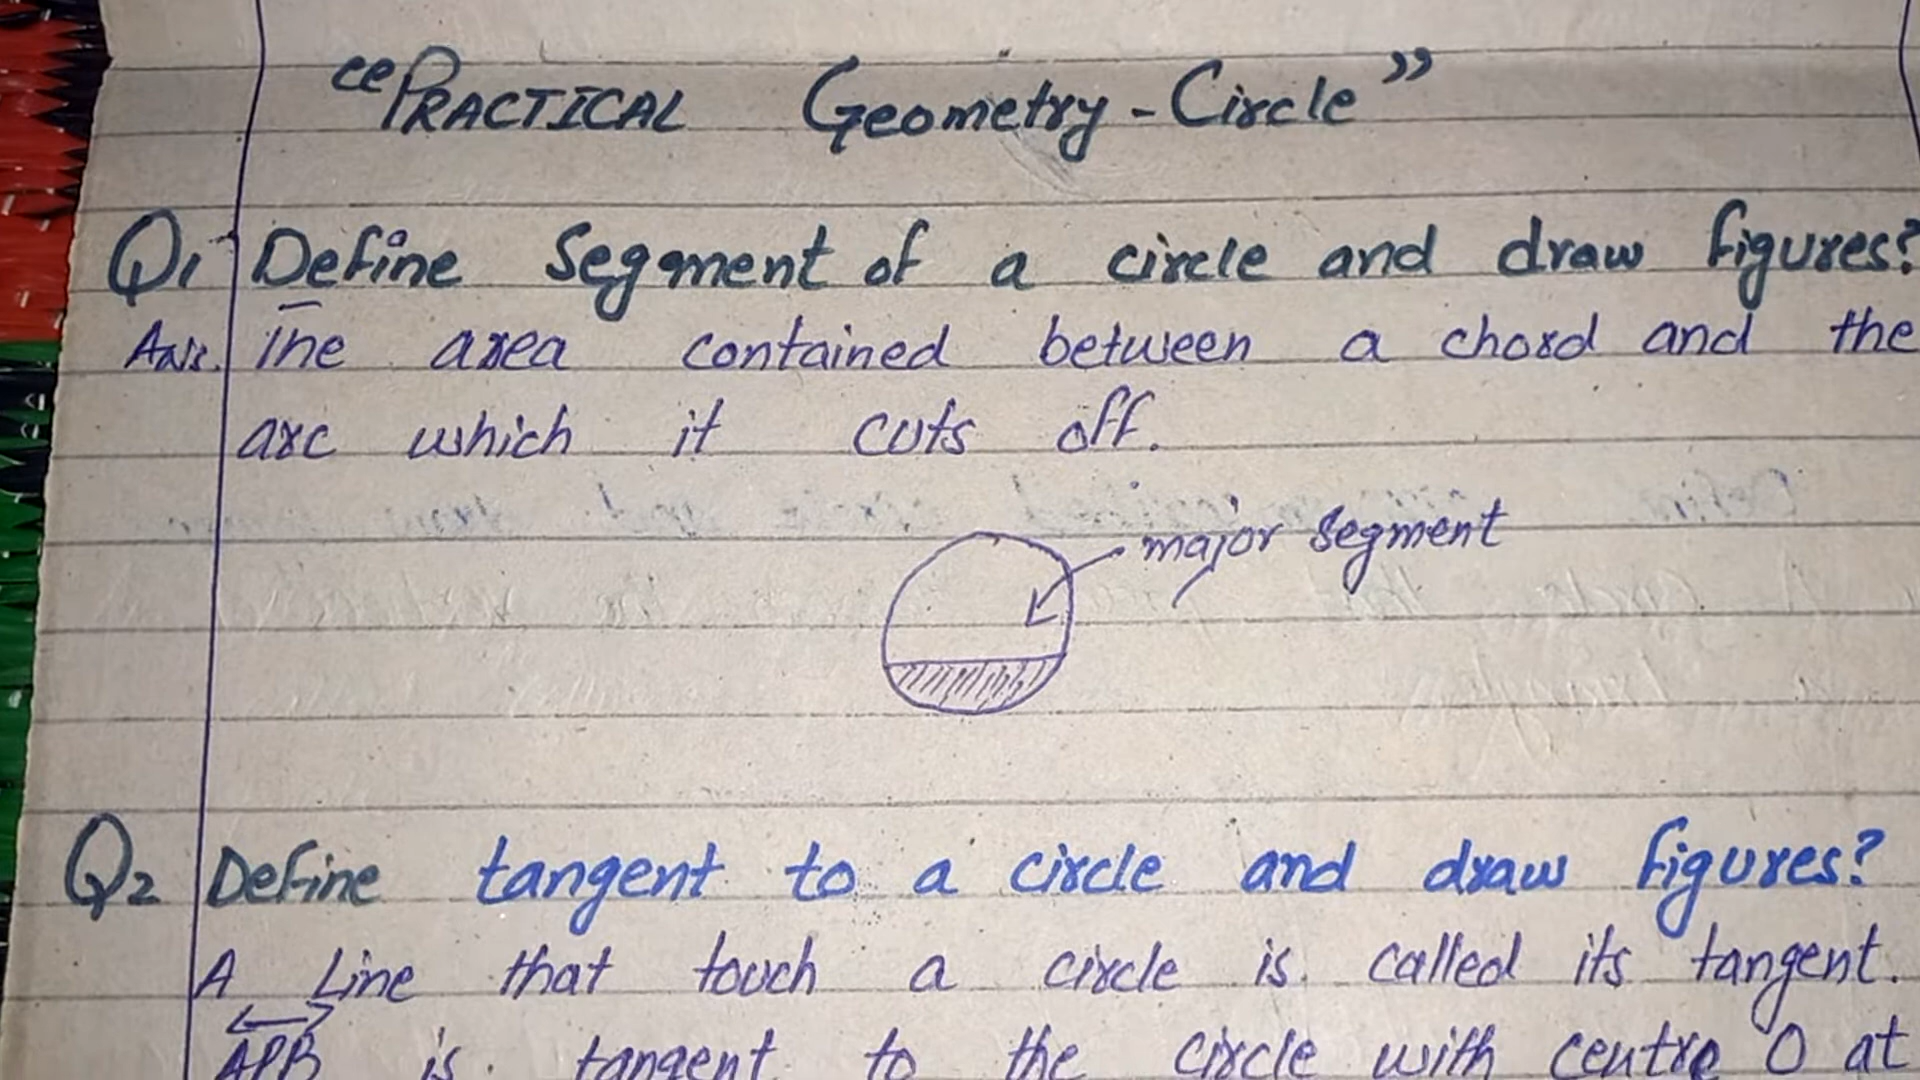 “PRACTICAL Geometry - Circle”
Q1 Define Segment of a circle and draw figures?
Ans. The area contained between a chord and the
arc which it cuts off.
major segment
Q2 Define tangent to a circle and draw figures?
A Line that touch a circle is called its tangent.
APB is tangent to the circle with centre O at